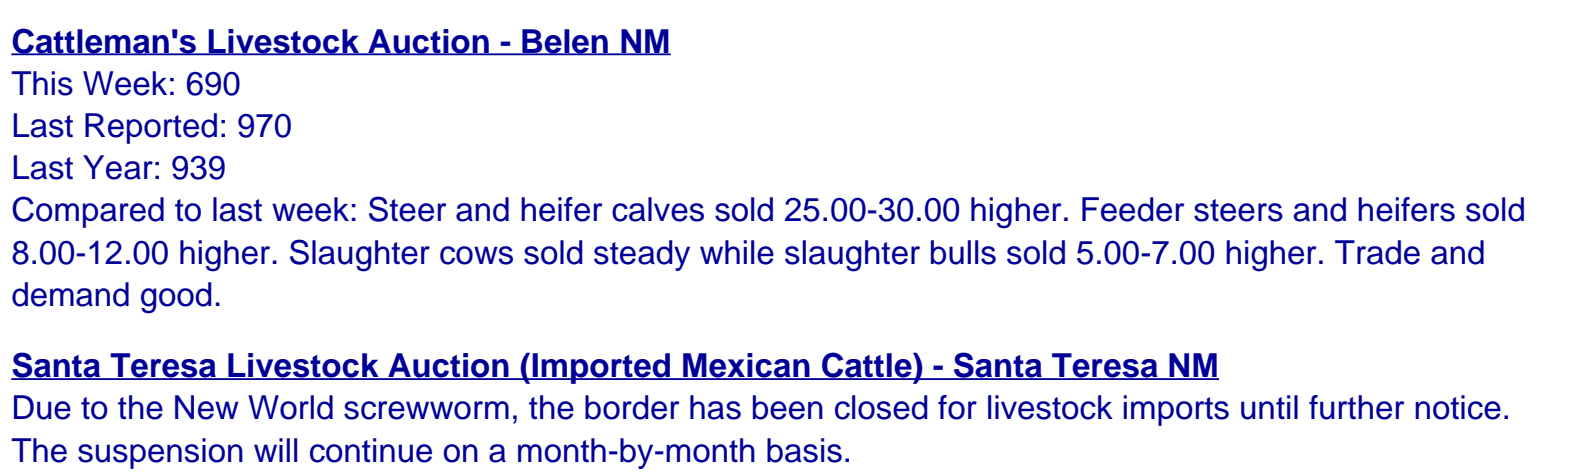 Cattleman's Livestock Auction - Belen NM
This Week: 690
Last Reported: 970
Last Year: 939
Compared to last week: Steer and heifer calves sold 25.00-30.00 higher. Feeder steers and heifers sold
8.00-12.00 higher. Slaughter cows sold steady while slaughter bulls sold 5.00-7.00 higher. Trade and
demand good.
Santa Teresa Livestock Auction (Imported Mexican Cattle) - Santa Teresa NM
Due to the New World screwworm, the border has been closed for livestock imports until further notice.
The suspension will continue on a month-by-month basis.